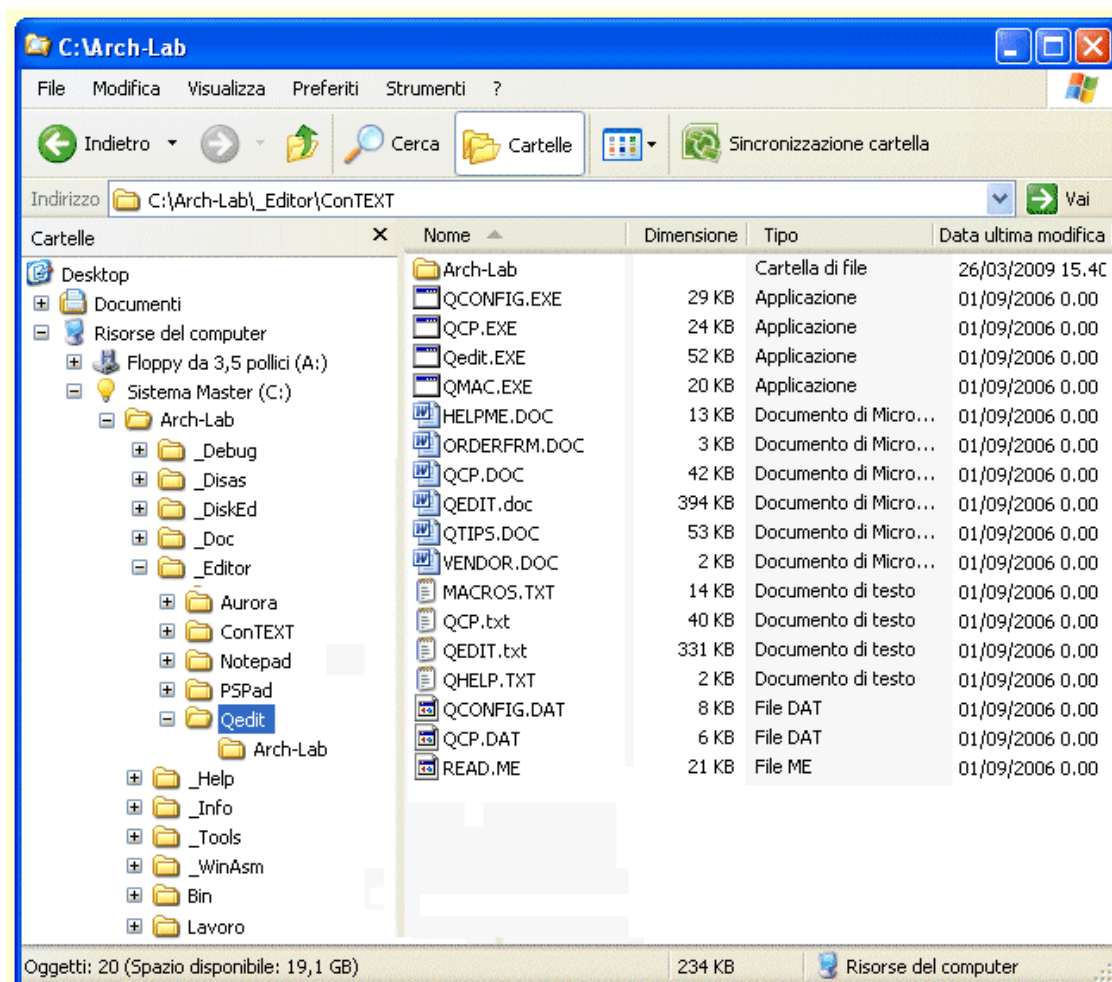 C:\Arch-Lab
File Modifica Visualizza Preferiti Strumenti ?
Indietro Cerca Cartelle Sincronizzazione cartella
Indirizzo C:\Arch-Lab\_Editor\ConTEXT Vai
Cartelle
Desktop
Documenti
Risorse del computer
Floppy da 3,5 pollici (A:)
Sistema Master (C:)
Arch-Lab
_Debug
_Disas
_DiskEd
_Doc
_Editor
Aurora
ConTEXT
Notepad
PSPad
Qedit
Arch-Lab
_Help
_Info
_Tools
_WinAsm
Bin
Lavoro
Nome Dimensione Tipo Data ultima modifica
Arch-Lab Cartella di file 26/03/2009 15.40
QCONFIG.EXE 29 KB Applicazione 01/09/2006 0.00
QCP.EXE 24 KB Applicazione 01/09/2006 0.00
Qedit.EXE 52 KB Applicazione 01/09/2006 0.00
QMAC.EXE 20 KB Applicazione 01/09/2006 0.00
HELPME.DOC 13 KB Documento di Micro... 01/09/2006 0.00
ORDERFRM.DOC 3 KB Documento di Micro... 01/09/2006 0.00
QCP.DOC 42 KB Documento di Micro... 01/09/2006 0.00
QEDIT.doc 394 KB Documento di Micro... 01/09/2006 0.00
QTIPS.DOC 53 KB Documento di Micro... 01/09/2006 0.00
VENDOR.DOC 2 KB Documento di Micro... 01/09/2006 0.00
MACROS.TXT 14 KB Documento di testo 01/09/2006 0.00
QCP.txt 40 KB Documento di testo 01/09/2006 0.00
QEDIT.txt 331 KB Documento di testo 01/09/2006 0.00
QHELP.TXT 2 KB Documento di testo 01/09/2006 0.00
QCONFIG.DAT 8 KB File DAT 01/09/2006 0.00
QCP.DAT 6 KB File DAT 01/09/2006 0.00
READ.ME 21 KB File ME 01/09/2006 0.00
Oggetti: 20 (Spazio disponibile: 19,1 GB) 234 KB Risorse del computer